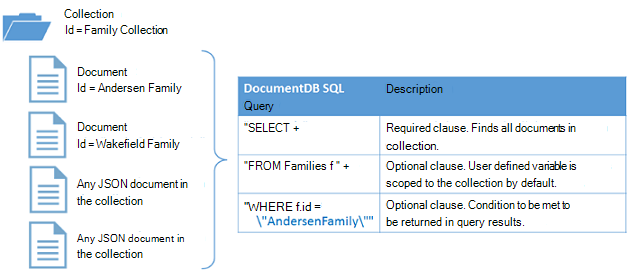 Collection
Id = Family Collection
Document
Id = Andersen Family
Document
Id = Wakefield Family
Any JSON document in
the collection
Any JSON document in
the collection
DocumentDB SQL
Query
Description
"SELECT +
Required clause. Finds all documents in
collection.
"FROM Families f " +
Optional clause. User defined variable is
scoped to the collection by default.
"WHERE f.id =
\"AndersenFamily\""
Optional clause. Condition to be met to
be returned in query results.